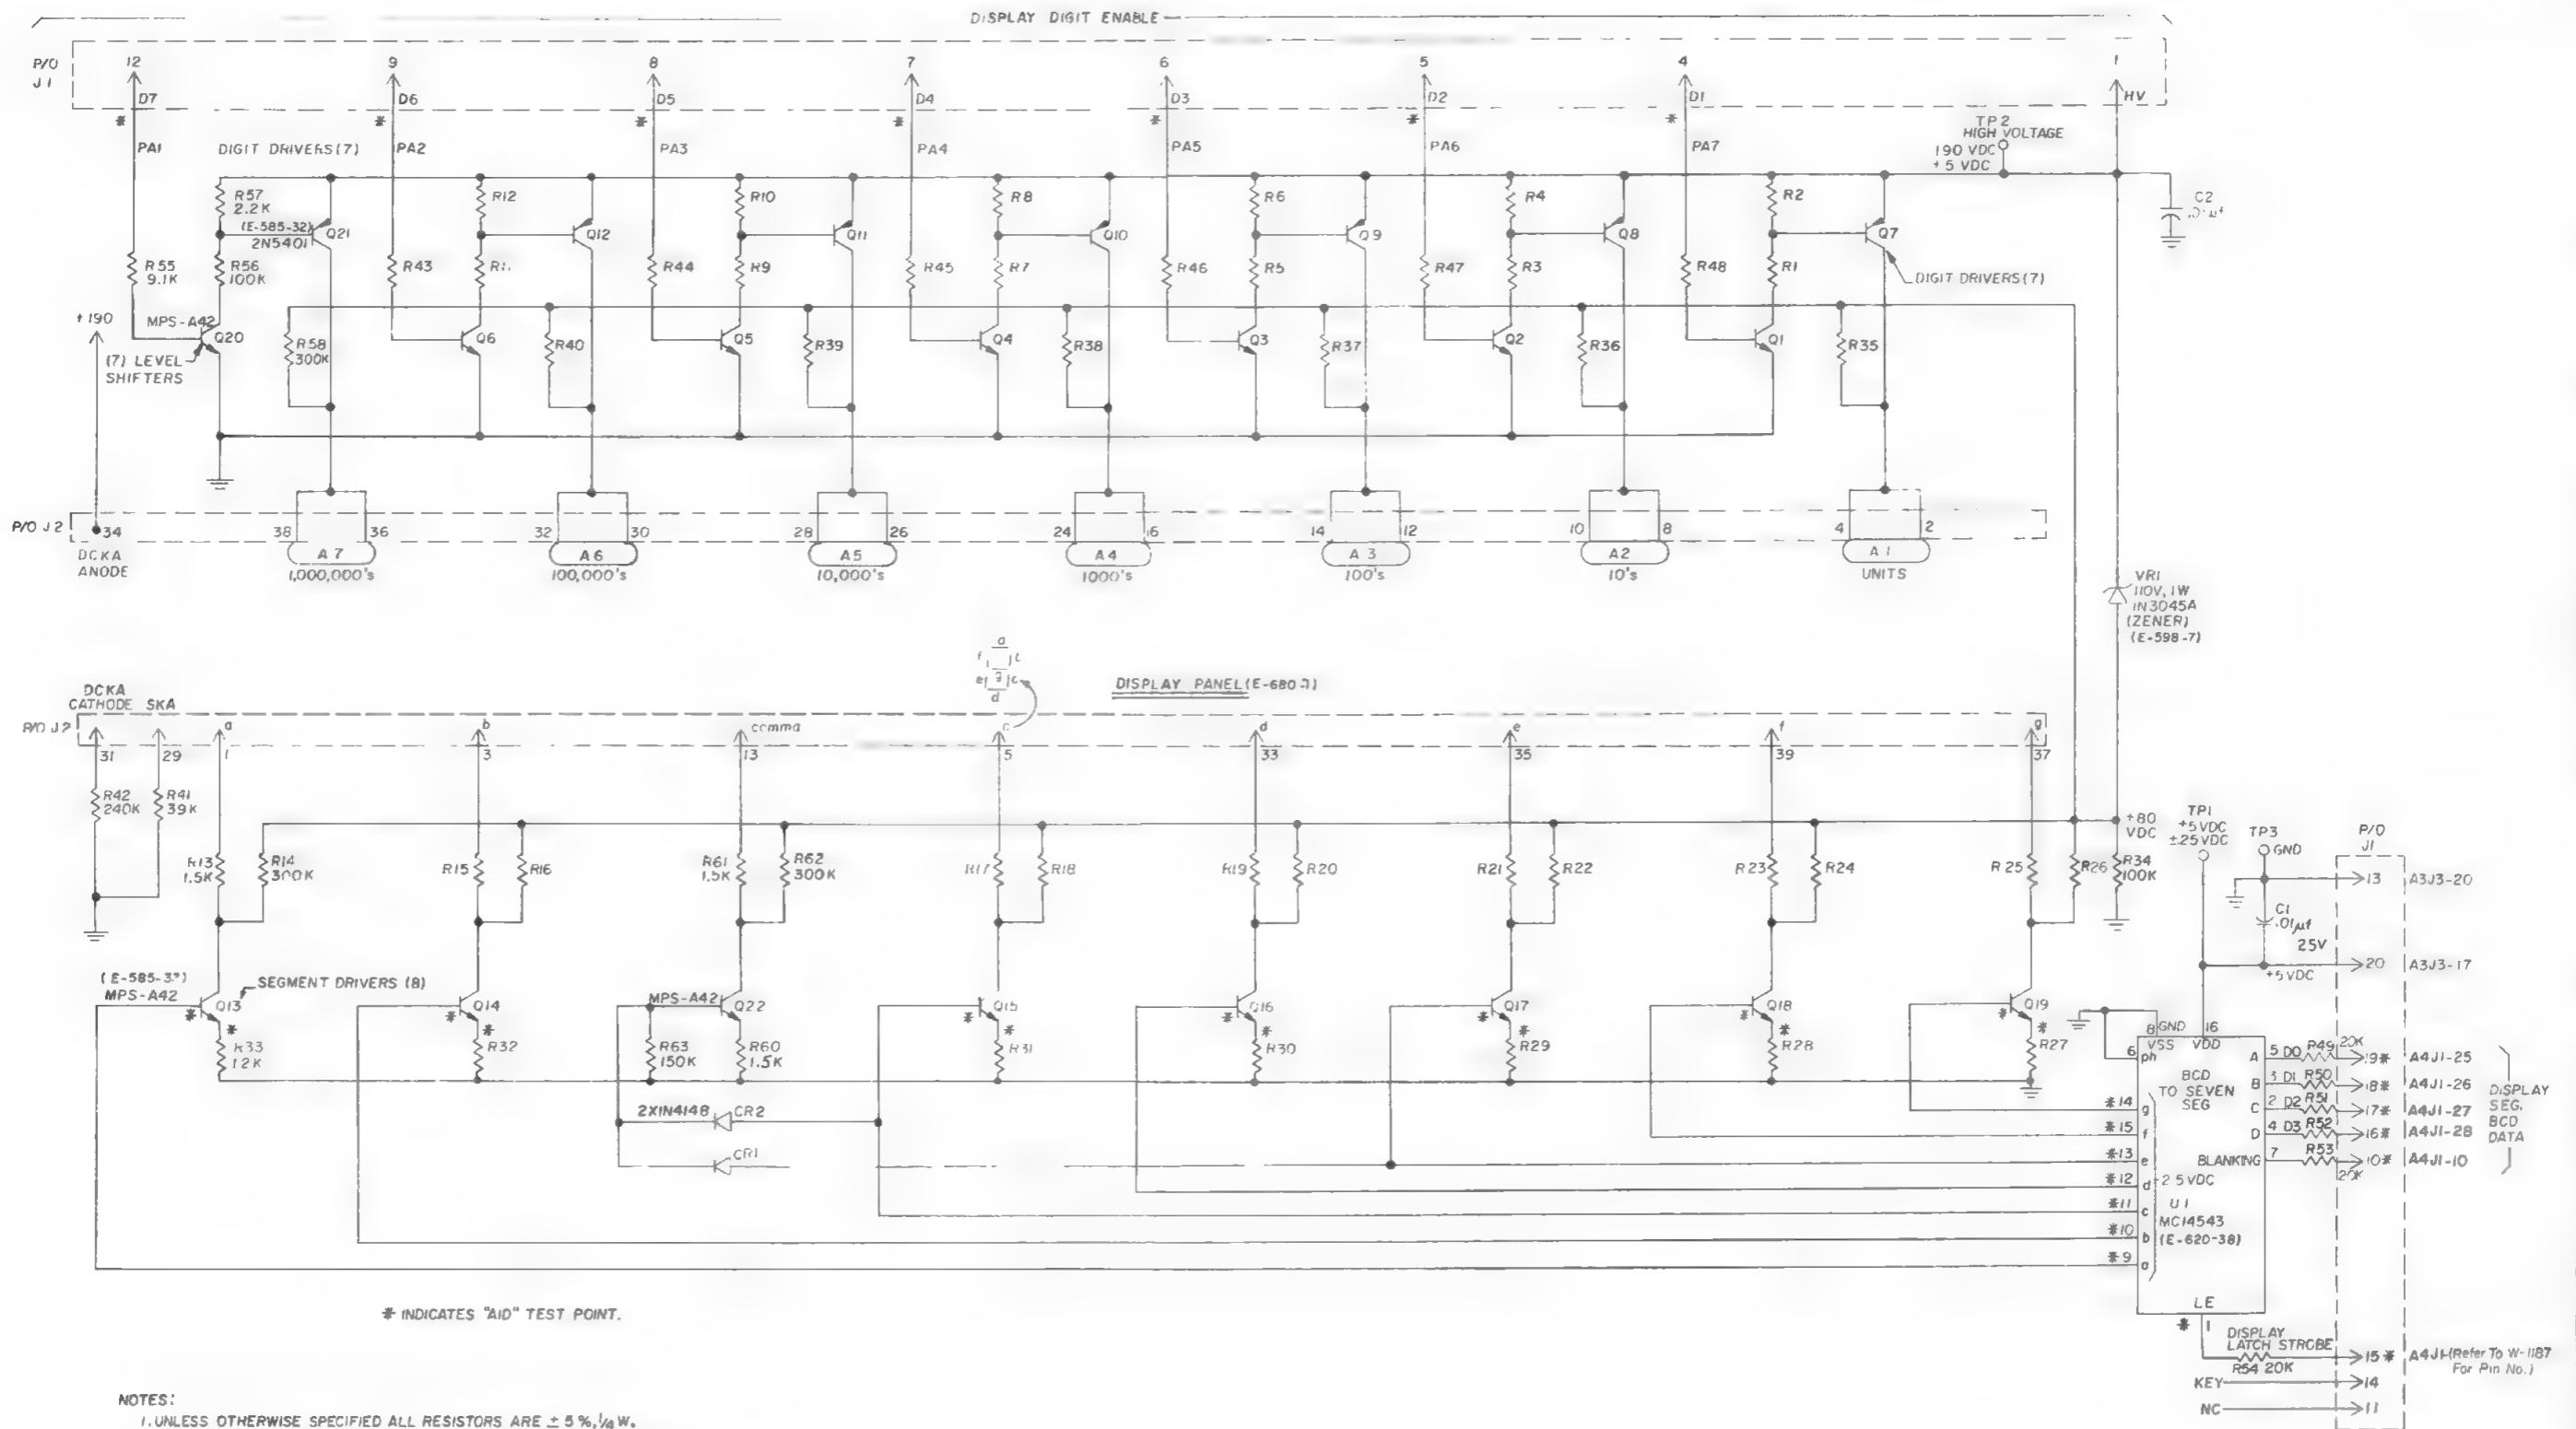 DISPLAY DIGIT ENABLE
P/O
J1
12
9
8
7
6
5
4
1
D7
D6
D5
D4
D3
D2
D1
HV
*
*
*
*
*
*
*
PA1
DIGIT DRIVERS(7)
PA2
PA3
PA4
PA5
PA6
PA7
TP2
HIGH VOLTAGE
190 VDC
+5 VDC
R57
2.2K
R12
R10
R8
R6
R4
R2
C2
(E-585-32)
2N5401
Q21
Q12
Q11
Q10
Q9
Q8
Q7
R55
9.1K
R56
100K
R43
R44
R9
R45
R7
R46
R5
R47
R3
R48
R1
DIGIT DRIVERS(7)
+190
MPS-A42
Q20
(7) LEVEL
SHIFTERS
R58
300K
Q6
R40
Q5
R39
Q4
R38
Q3
R37
Q2
R36
Q1
R35
P/O J2
34
38
36
32
30
28
26
24
14
12
10
8
4
2
DCKA
ANODE
A7
A6
A5
A4
A3
A2
A1
1,000,000's
100,000's
10,000's
1000's
100's
10's
UNITS
VR1
110V, 1W
1N3045A
(ZENER)
(E-598-7)
a
f
e
g
c
d
DISPLAY PANEL
DCKA
CATHODE SKA
P/O J2
a
b
comma
c
d
e
f
g
31
29
1
3
13
5
33
35
39
37
R42
240K
R41
39K
R13
1.5K
R14
300K
R15
R16
R61
1.5K
R62
300K
R17
R18
R19
R20
R21
R22
R23
R24
R25
R26
R34
100K
+80
VDC
TP1
+5VDC
±.25VDC
TP3
GND
P/O
J1
13
A3J3-20
C1
.01µf
25V
20
A3J3-17
+5VDC
MPS-A42
SEGMENT DRIVERS (8)
Q13
Q14
MPS-A42
Q22
Q15
Q16
Q17
Q18
Q19
* * * * * * * * * * * * * *
R33
12K
R32
R63
150K
R60
1.5K
R31
R30
R29
R28
R27
2X1N4148
CR2
CR1
8
GND
16
VSS
VDD
6
ph
BCD
TO SEVEN
SEG
A
5
D0
R49
20K
19*
A4J1-25
B
3
D1
R50
18*
A4J1-26
C
2
D2
R51
17*
A4J1-27
D
4
D3
R52
16*
A4J1-28
BLANKING
7
R53
20K
10*
A4J1-10
DISPLAY
SEG.
BCD
DATA
*14 g
*15 f
*13 e
*12 d
*11 c
*10 b
*9 a
2.5VDC
U1
MC14543
(E-620-38)
LE
* 1
DISPLAY
LATCH STROBE
R54 20K
15*
A4J1-(Refer To W-1187
For Pin No.)
KEY
14
NC
11
* INDICATES "AID" TEST POINT.
NOTES:
1. UNLESS OTHERWISE SPECIFIED ALL RESISTORS ARE ± 5%, 1/4 W.